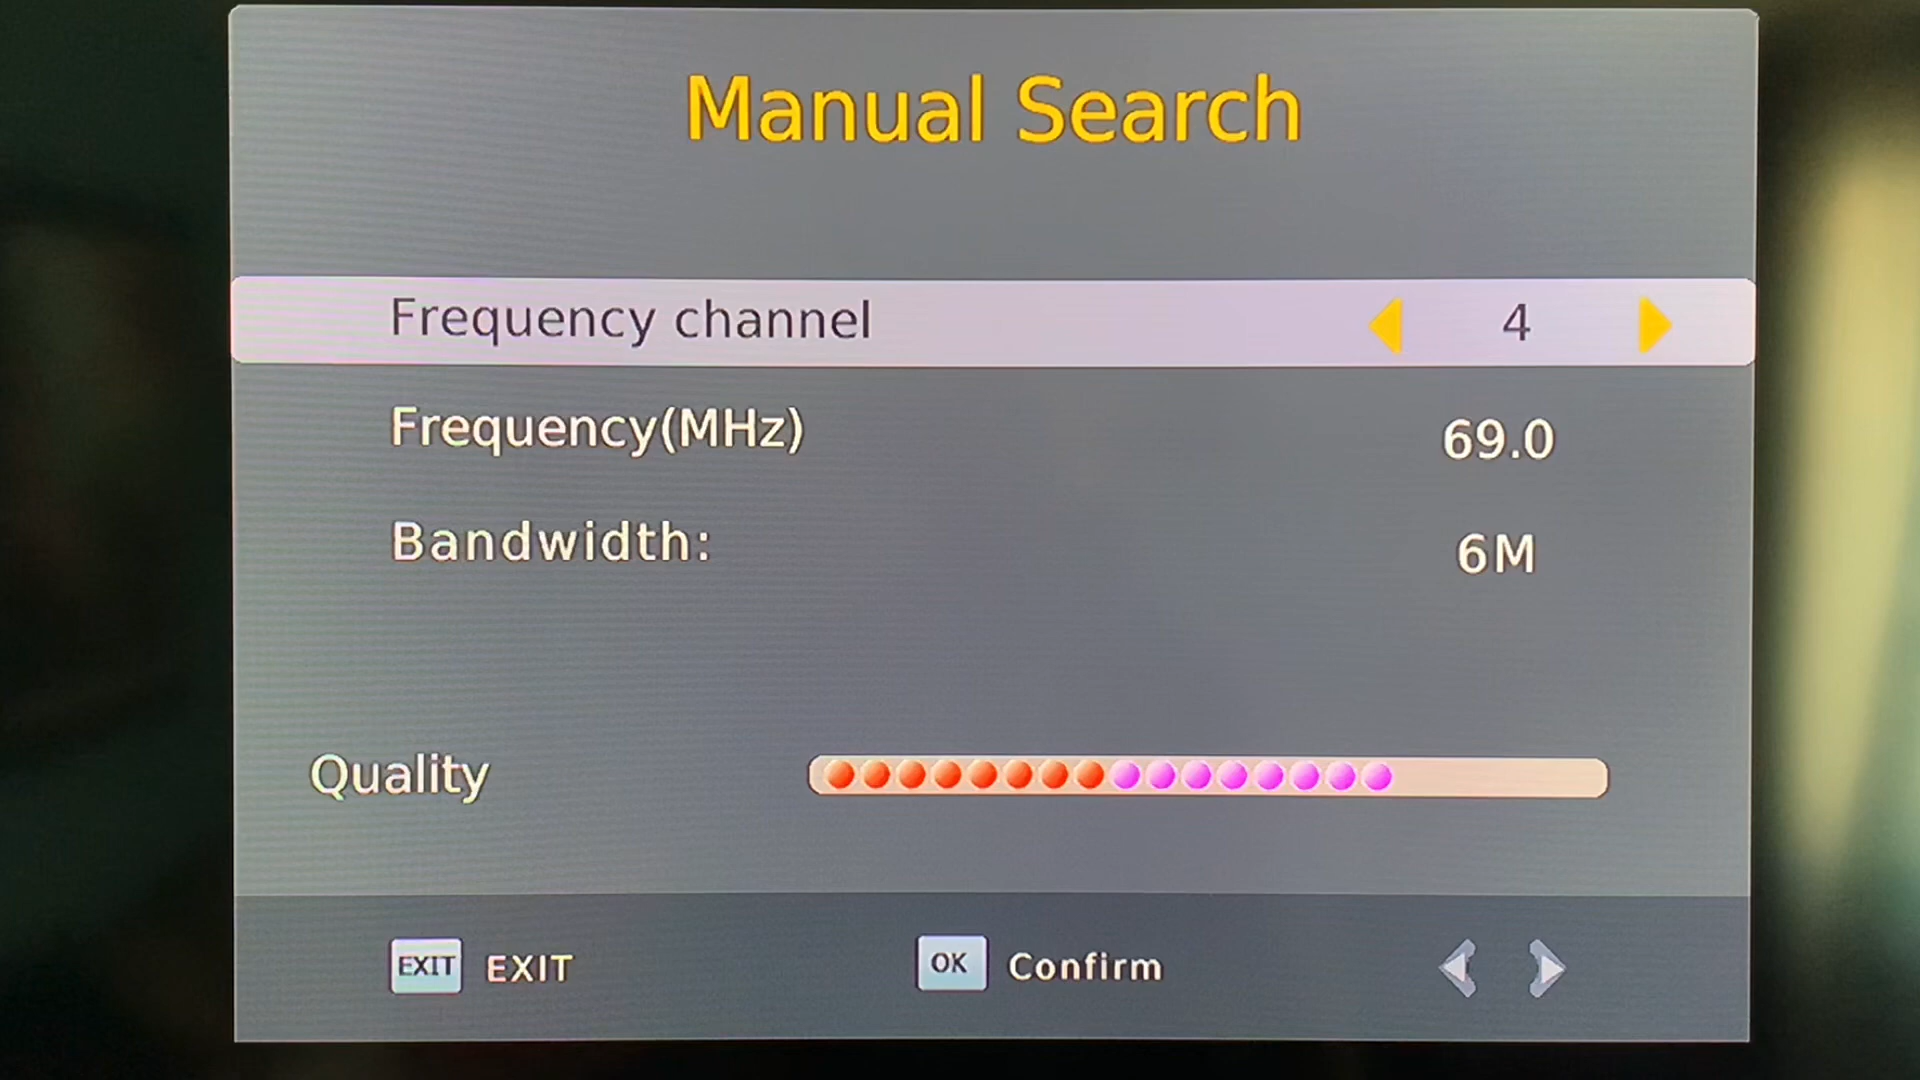 Manual Search
Frequency channel 4
Frequency(MHz) 69.0
Bandwidth: 6M
Quality
EXIT EXIT OK Confirm